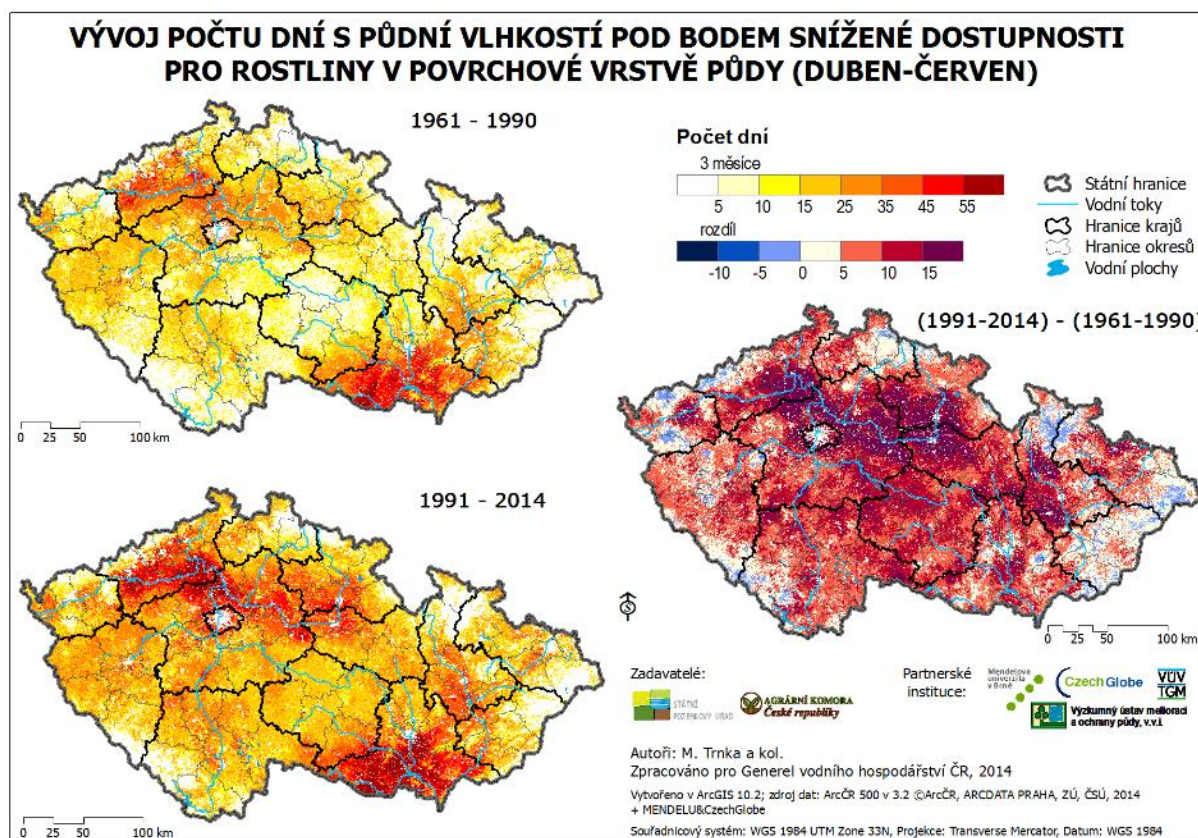 VÝVOJ POČTU DNÍ S PŮDNÍ VLHKOSTÍ POD BODEM SNÍŽENÉ DOSTUPNOSTI
PRO ROSTLINY V POVRCHOVÉ VRSTVĚ PŮDY (DUBEN-ČERVEN)
1961 - 1990
0 25 50 100 km
1991 - 2014
0 25 50 100 km
Počet dní
3 měsíce
5 10 15 25 35 45 55
rozdíl
-10 -5 0 5 10 15
Státní hranice
Vodní toky
Hranice krajů
Hranice okresů
Vodní plochy
(1991-2014) - (1961-1990)
0 25 50 100 km
Zadavatelé:
STÁTNÍ
POZEMKOVÝ ÚŘAD
AGRÁRNÍ KOMORA
České republiky
Partnerské
instituce:
Mendelova
univerzita
v Brně
CzechGlobe
VÚV
TGM
Výzkumný ústav meliorací
a ochrany půdy, v.v.i.
Autoři: M. Trnka a kol.
Zpracováno pro Generel vodního hospodářství ČR, 2014
Vytvořeno v ArcGIS 10.2; zdroj dat: ArcČR 500 v 3.2 ©ArcČR, ARCDATA PRAHA, ZÚ, ČSÚ, 2014
+ MENDELU&CzechGlobe
Souřadnicový systém: WGS 1984 UTM Zone 33N, Projekce: Transverse Mercator, Datum: WGS 1984